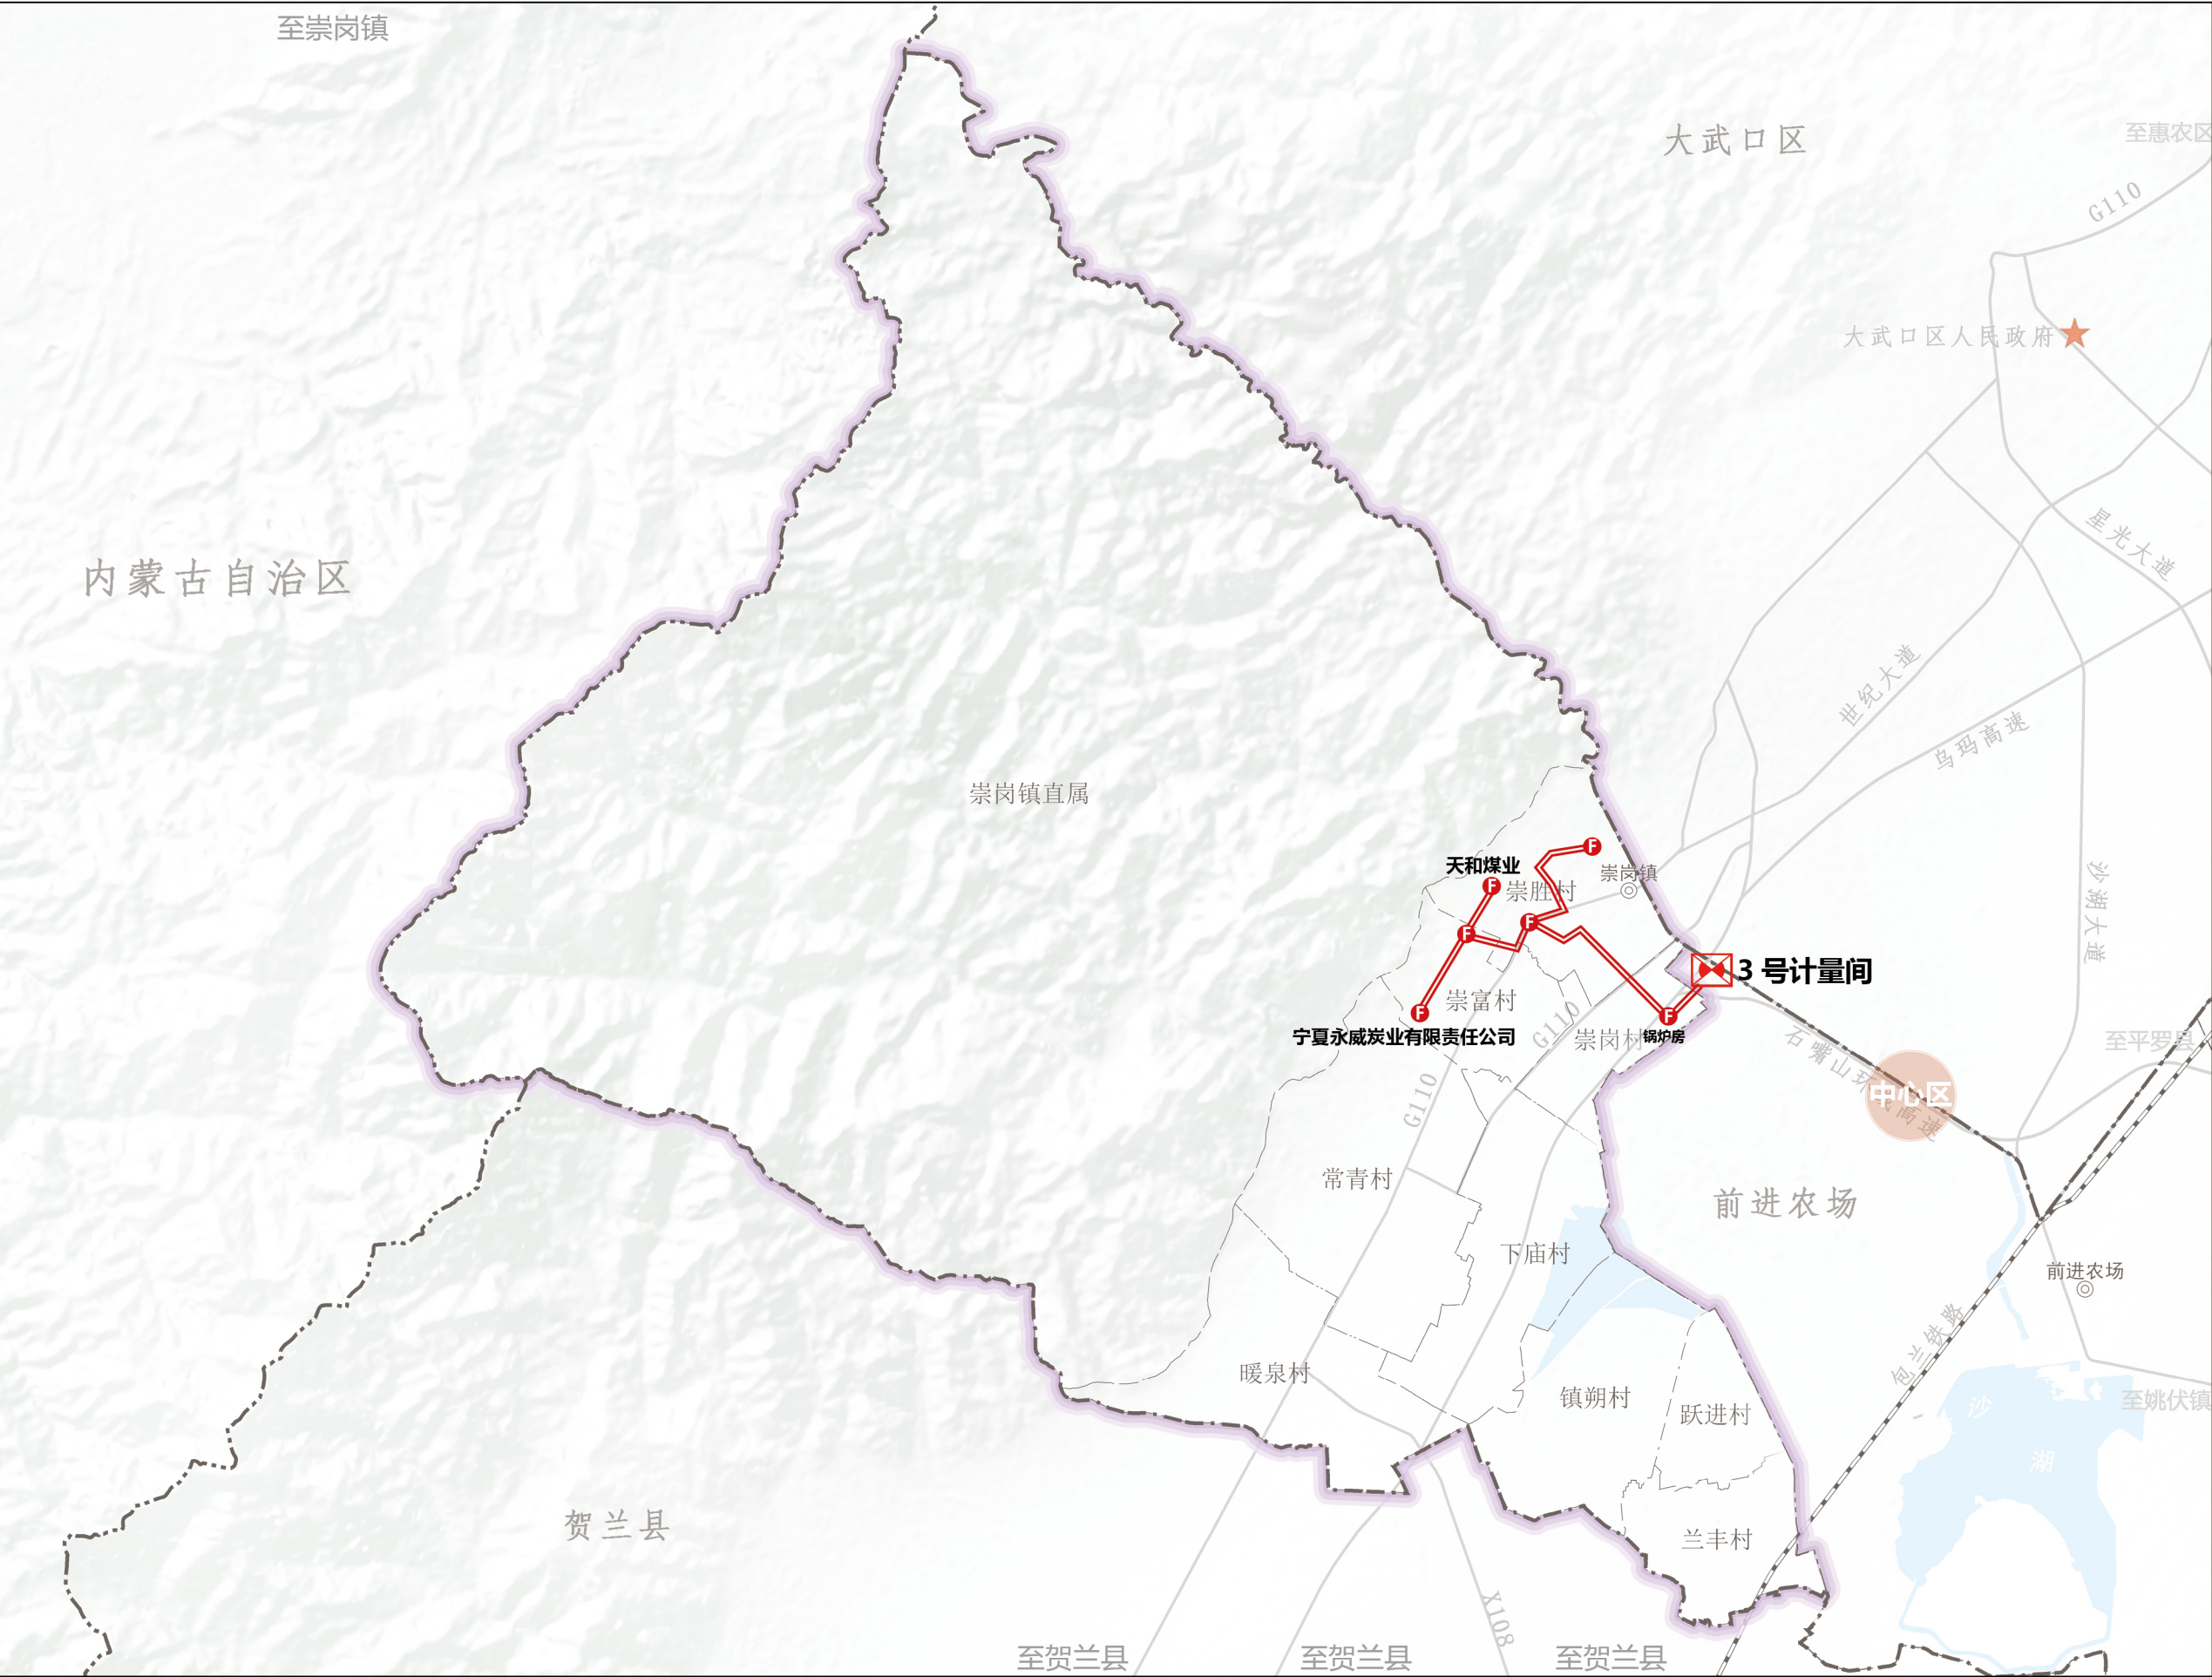 至崇岗镇
大武口区
至惠农区
G110
大武口区人民政府
星光大道
内蒙古自治区
世纪大道
乌玛高速
崇岗镇直属
天和煤业
崇胜村
崇岗镇
沙湖大道
3号计量间
崇富村
G110
宁夏永威炭业有限责任公司
崇岗村
锅炉房
石嘴山环城高速
至平罗县
中心区
G110
常青村
前进农场
下庙村
前进农场
包兰铁路
暖泉村
镇朔村
跃进村
至姚伏镇
沙湖
贺兰县
兰丰村
X108
至贺兰县
至贺兰县
至贺兰县